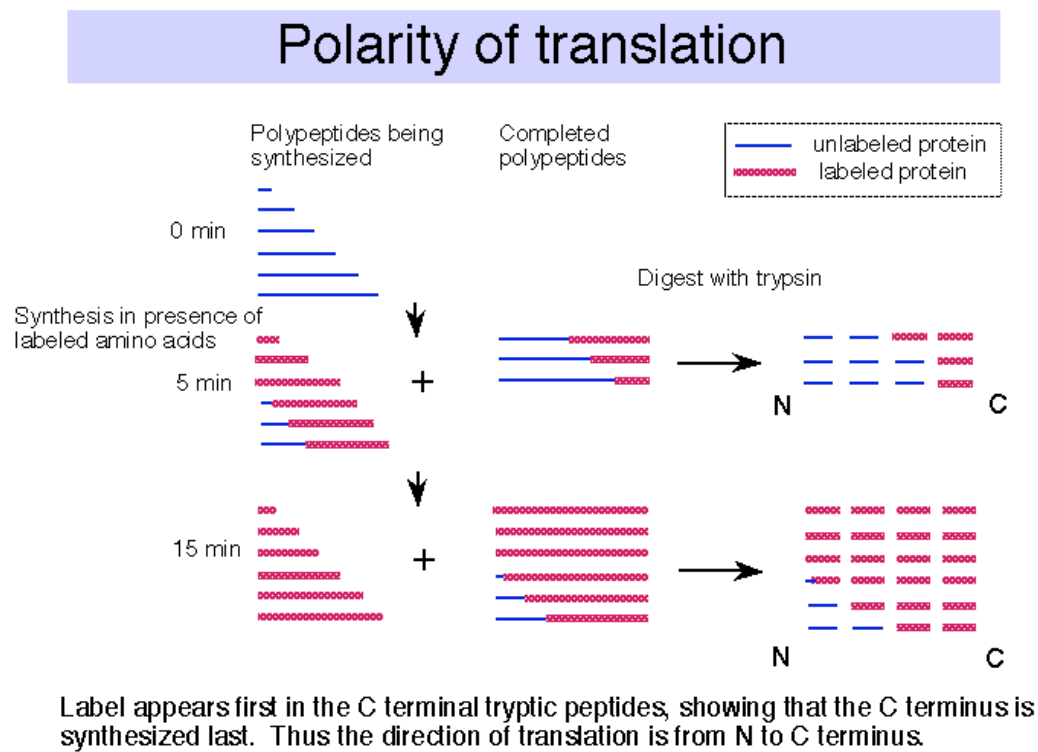 Polarity of translation
Polypeptides being
synthesized
Completed
polypeptides
unlabeled protein
labeled protein
0 min
Digest with trypsin
Synthesis in presence of
labeled amino acids
5 min
+
N
C
15 min
+
N
C
Label appears first in the C terminal tryptic peptides, showing that the C terminus is
synthesized last.  Thus the direction of translation is from N to C terminus.